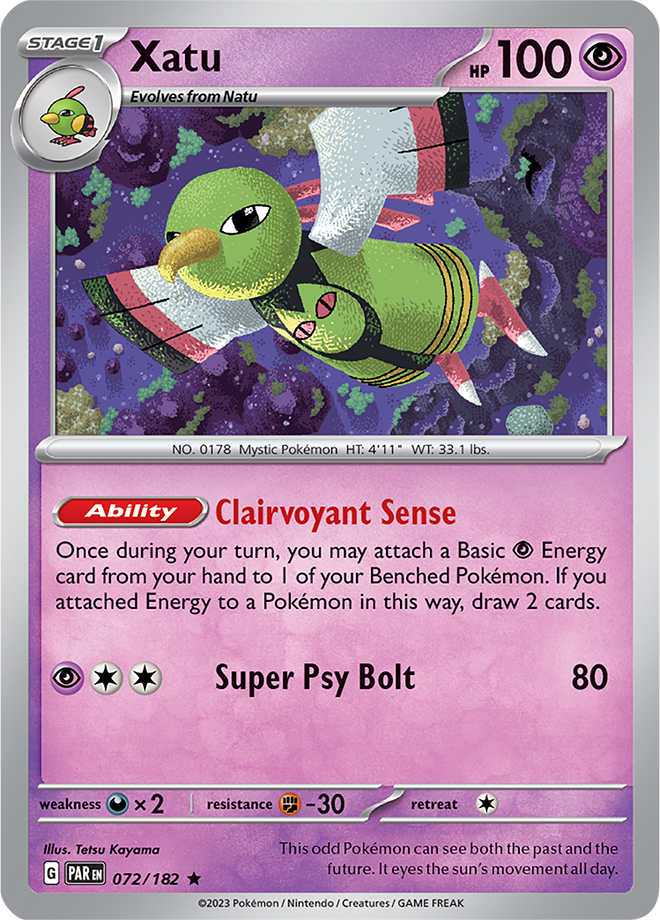 STAGE 1
Xatu
HP 100
Evolves from Natu
NO. 0178 Mystic Pokémon HT: 4'11" WT: 33.1 lbs.
Ability Clairvoyant Sense
Once during your turn, you may attach a Basic Energy
card from your hand to 1 of your Benched Pokémon. If you
attached Energy to a Pokémon in this way, draw 2 cards.
Super Psy Bolt 80
weakness ×2 resistance -30 retreat
Illus. Tetsu Kayama
This odd Pokémon can see both the past and the
future. It eyes the sun's movement all day.
G PAR EN 072/182 ★
©2023 Pokémon / Nintendo / Creatures / GAME FREAK